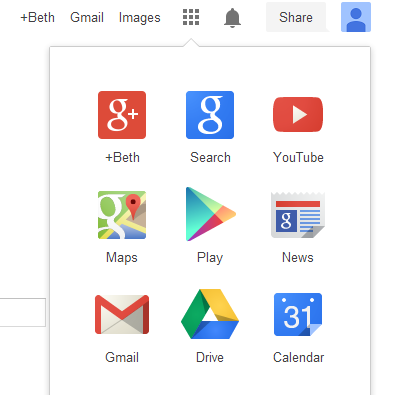 +Beth Gmail Images Share
g+ g
+Beth Search YouTube
g g
Maps Play News
31
Gmail Drive Calendar